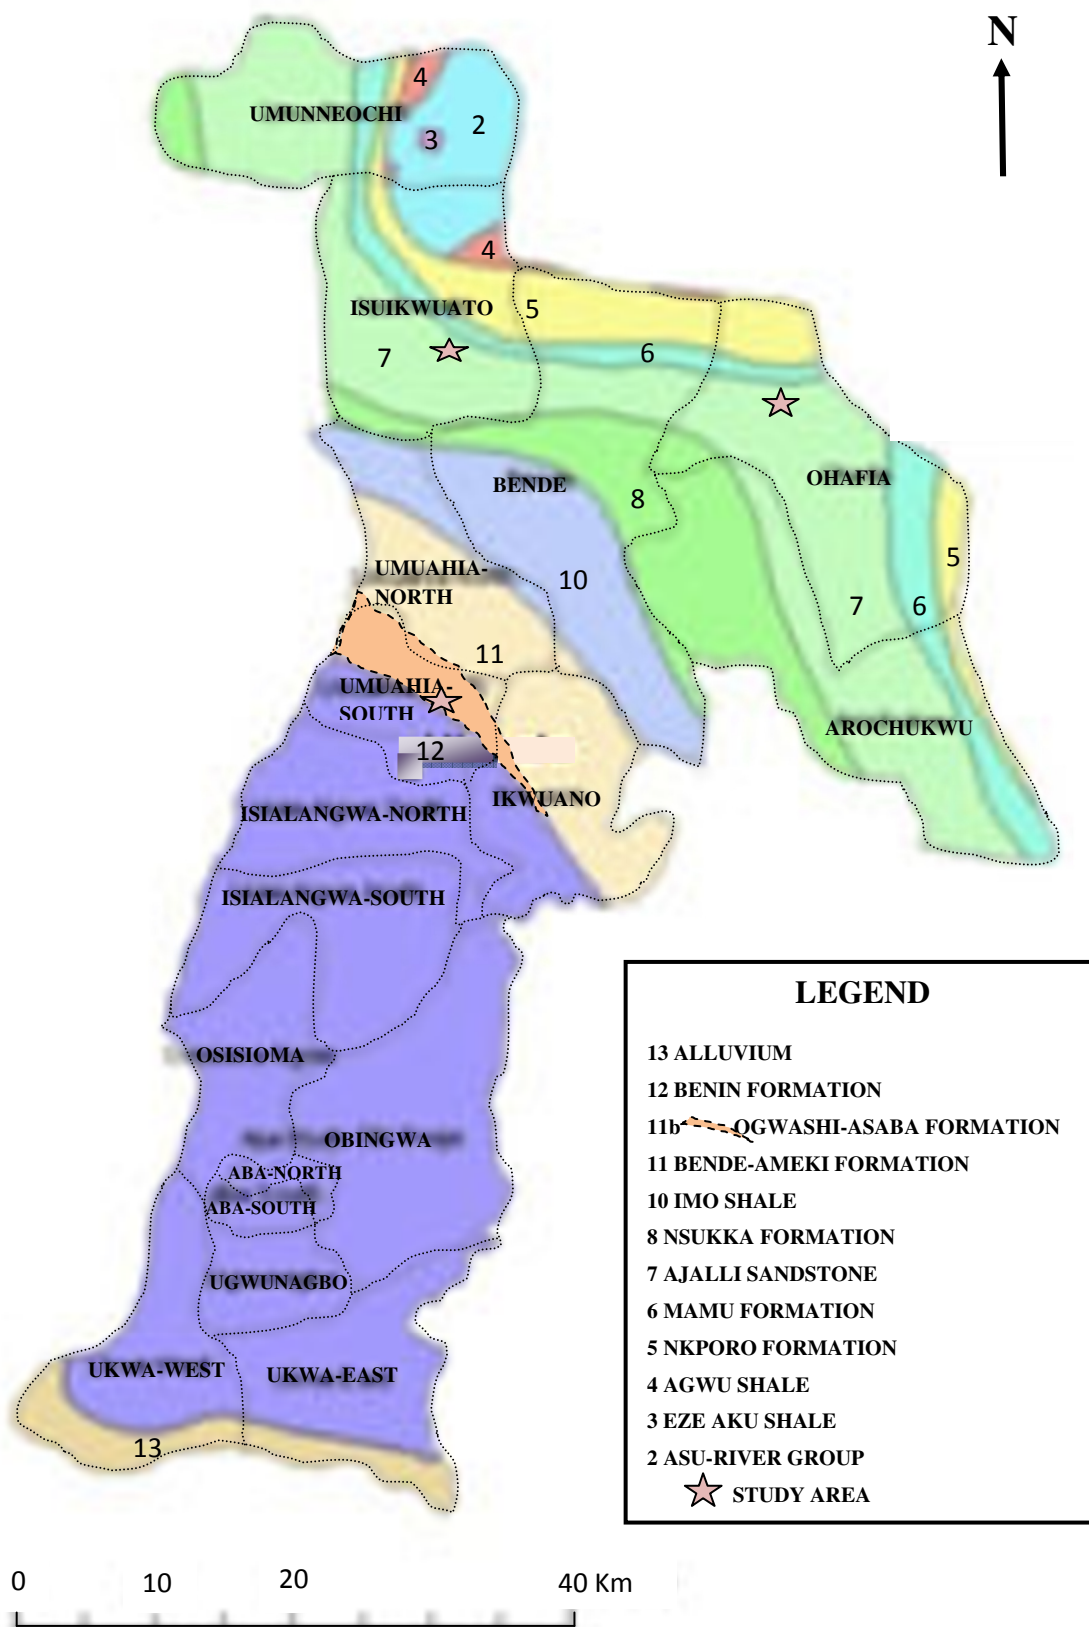 N
4
UMUNNEOCHI
2
3
4
ISUIKWUATO
5
7
6
BENDE
8
OHAFIA
UMUAHIA-
NORTH
10
5
7
6
11
UMUAHIA-
SOUTH
12
AROCHUKWU
IKWUANO
ISIALANGWA-NORTH
ISIALANGWA-SOUTH
OSISIOMA
OBINGWA
ABA-NORTH
ABA-SOUTH
UGWUNAGBO
UKWA-WEST
UKWA-EAST
13
LEGEND
13 ALLUVIUM
12 BENIN FORMATION
11b OGWASHI-ASABA FORMATION
11 BENDE-AMEKI FORMATION
10 IMO SHALE
8 NSUKKA FORMATION
7 AJALLI SANDSTONE
6 MAMU FORMATION
5 NKPORO FORMATION
4 AGWU SHALE
3 EZE AKU SHALE
2 ASU-RIVER GROUP
STUDY AREA
0 10 20 40 Km